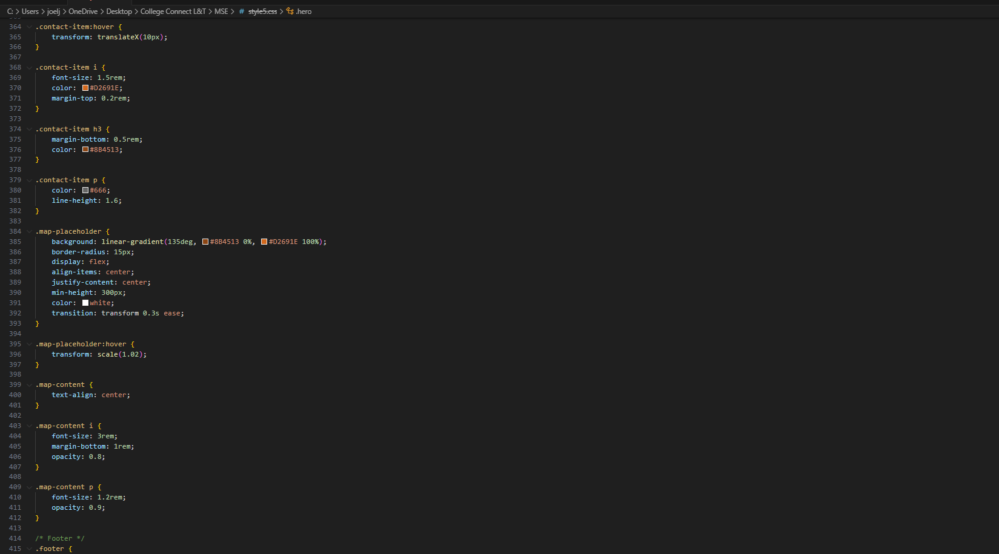 C: > Users > joelj > OneDrive > Desktop > College Connect L&T > MSE > # style5.css > .hero
364 .contact-item:hover {
365     transform: translateX(10px);
366 }
367
368 .contact-item i {
369     font-size: 1.5rem;
370     color: #D2691E;
371     margin-top: 0.2rem;
372 }
373
374 .contact-item h3 {
375     margin-bottom: 0.5rem;
376     color: #8B4513;
377 }
378
379 .contact-item p {
380     color: #666;
381     line-height: 1.6;
382 }
383
384 .map-placeholder {
385     background: linear-gradient(135deg, #8B4513 0%, #D2691E 100%);
386     border-radius: 15px;
387     display: flex;
388     align-items: center;
389     justify-content: center;
390     min-height: 300px;
391     color: white;
392     transition: transform 0.3s ease;
393 }
394
395 .map-placeholder:hover {
396     transform: scale(1.02);
397 }
398
399 .map-content {
400     text-align: center;
401 }
402
403 .map-content i {
404     font-size: 3rem;
405     margin-bottom: 1rem;
406     opacity: 0.8;
407 }
408
409 .map-content p {
410     font-size: 1.2rem;
411     opacity: 0.9;
412 }
413
414 /* Footer */
415 .footer {